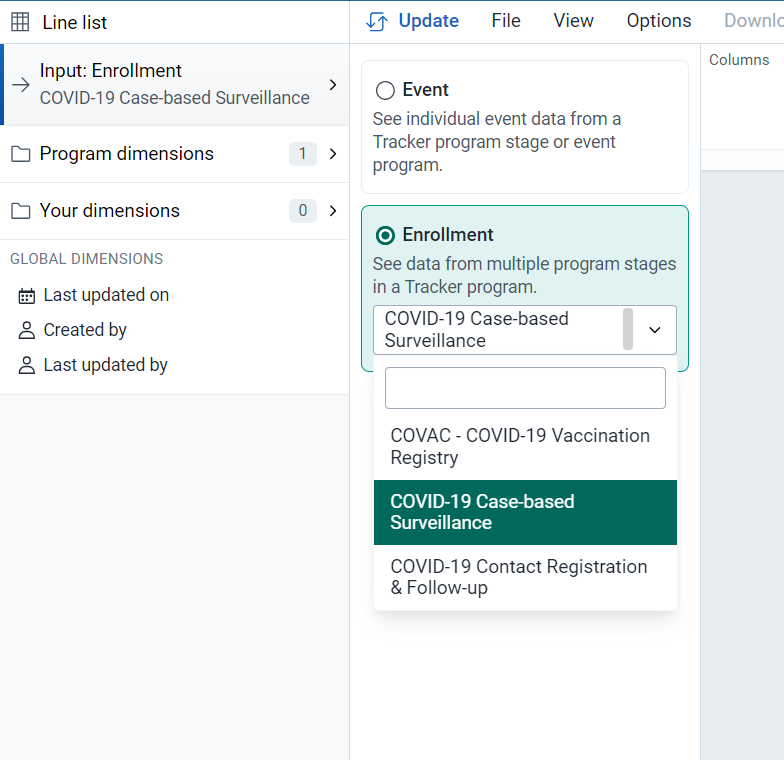 Line list
Input: Enrollment
COVID-19 Case-based Surveillance
Program dimensions 1
Your dimensions 0
GLOBAL DIMENSIONS
Last updated on
Created by
Last updated by
Update File View Options Downlo
Columns
Event
See individual event data from a
Tracker program stage or event
program.
Enrollment
See data from multiple program stages
in a Tracker program.
COVID-19 Case-based
Surveillance
COVAC - COVID-19 Vaccination
Registry
COVID-19 Case-based
Surveillance
COVID-19 Contact Registration
& Follow-up